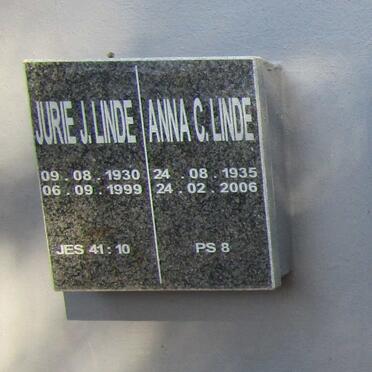 JURIE J. LINDE
09 . 08 . 1930
06 . 09 . 1999
JES 41 : 10
ANNA C. LINDE
24 . 08 . 1935
24 . 02 . 2006
PS 8